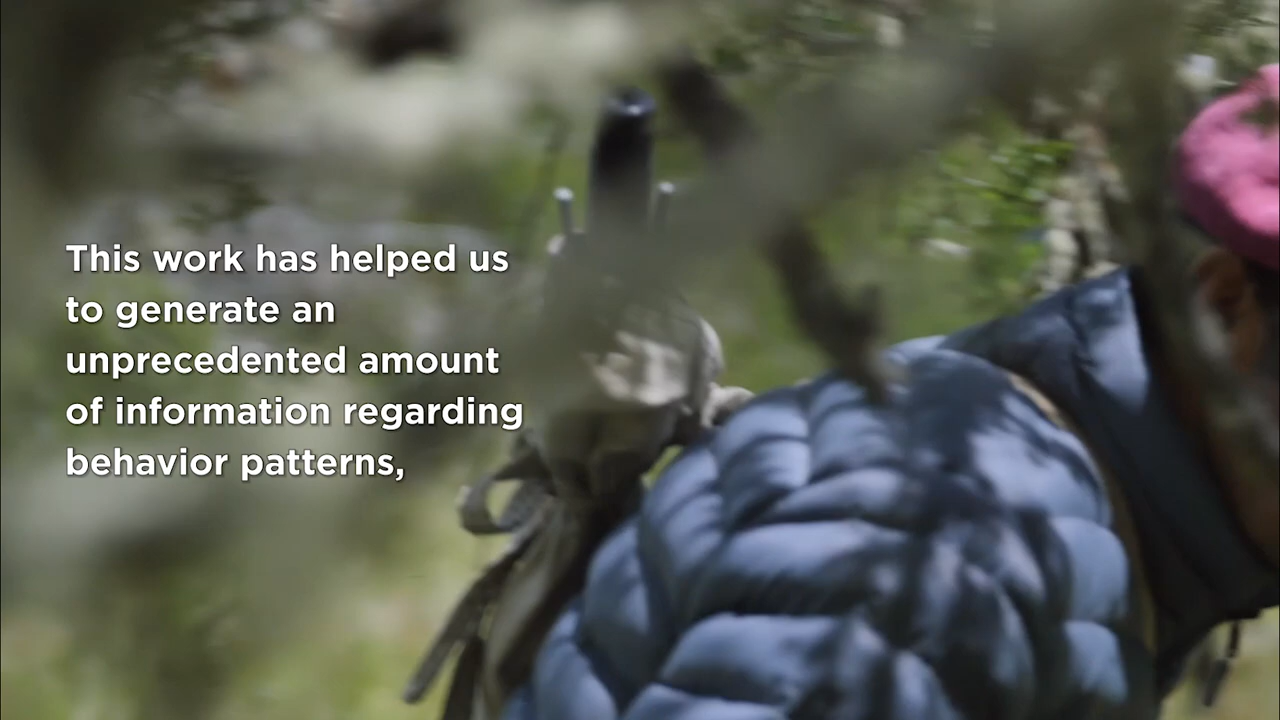 This work has helped us
to generate an
unprecedented amount
of information regarding
behavior patterns,